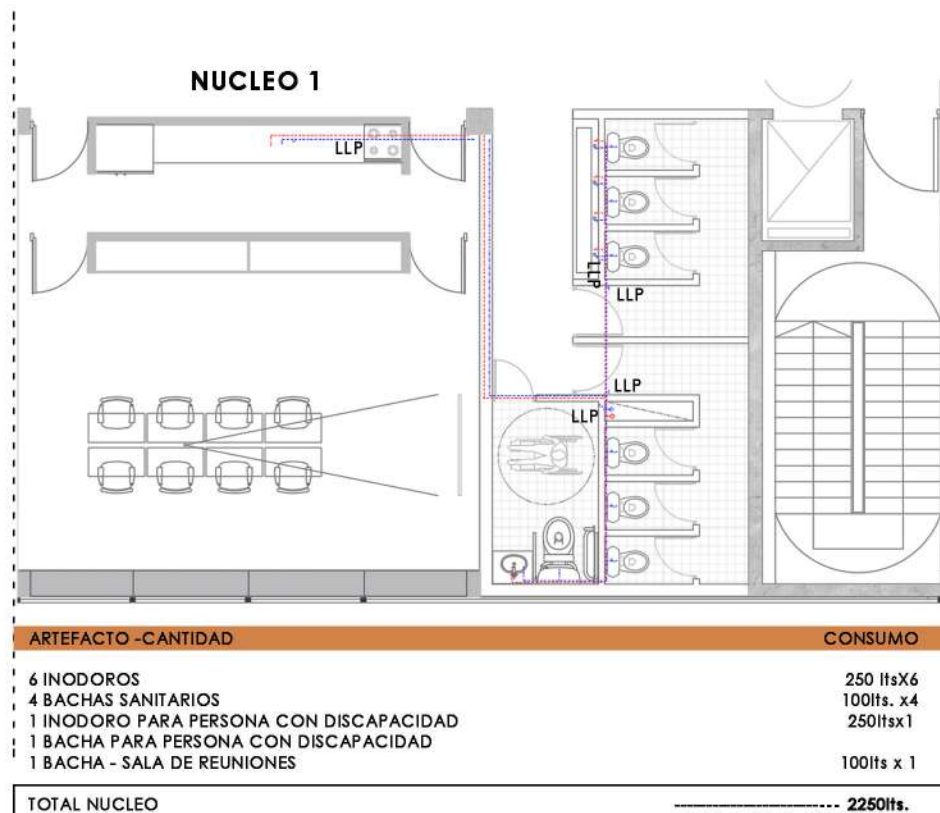 NUCLEO 1
LLP
LLP
LLP
LLP
LLP
ARTEFACTO -CANTIDAD CONSUMO
6 INODOROS 250 ltsX6
4 BACHAS SANITARIOS 100lts. x4
1 INODORO PARA PERSONA CON DISCAPACIDAD 250ltsx1
1 BACHA PARA PERSONA CON DISCAPACIDAD
1 BACHA - SALA DE REUNIONES 100lts x 1
TOTAL NUCLEO ---------------------------- 2250lts.